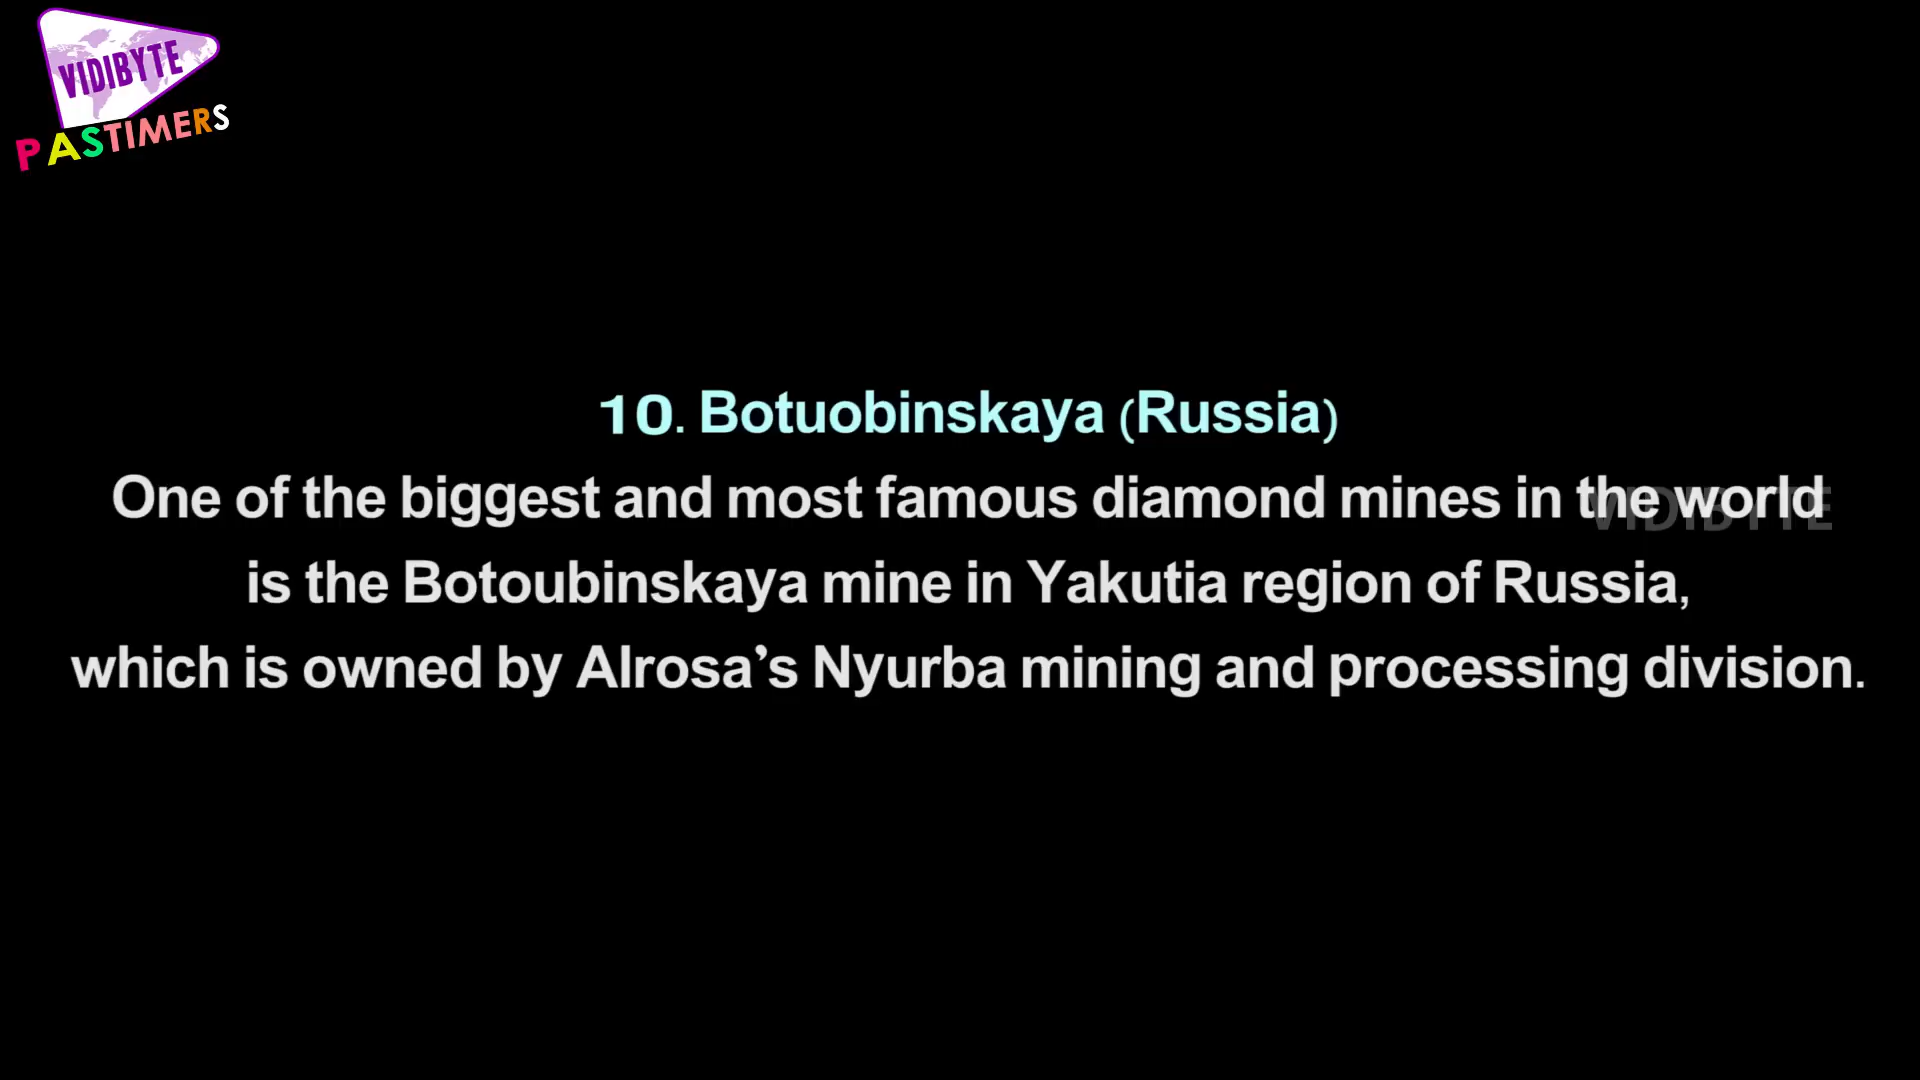 VIDIBYTE
PASTIMERS
10. Botuobinskaya (Russia)
One of the biggest and most famous diamond mines in the world
VIDIBYTE
is the Botoubinskaya mine in Yakutia region of Russia,
which is owned by Alrosa’s Nyurba mining and processing division.